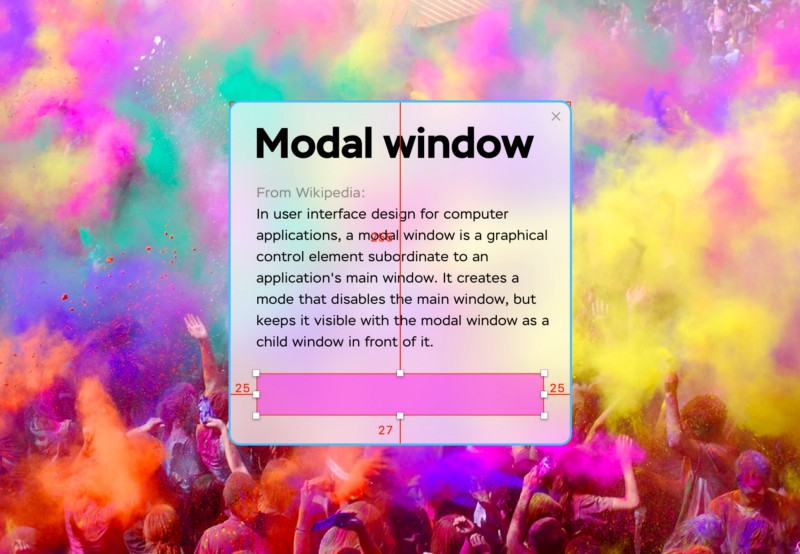 Modal window
From Wikipedia:
In user interface design for computer
applications, a modal window is a graphical
control element subordinate to an
application's main window. It creates a
mode that disables the main window, but
keeps it visible with the modal window as a
child window in front of it.
25
25
27